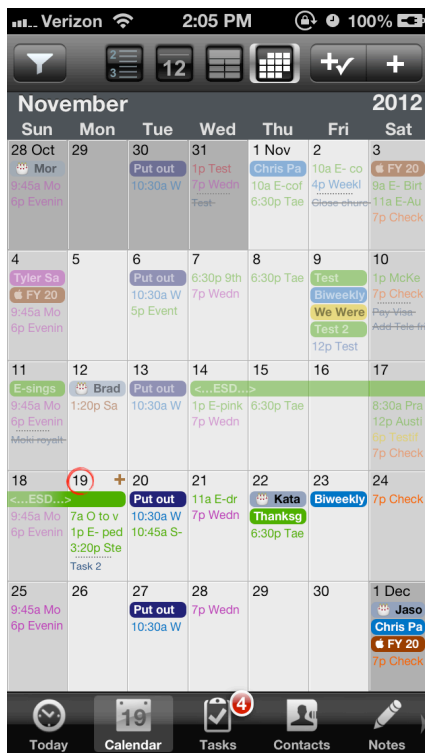 Verizon 2:05 PM 100%
2 3 12
November 2012
Sun Mon Tue Wed Thu Fri Sat
28 Oct 29 30 31 1 Nov 2 3
Mor Put out 1p Test Chris Pa 10a E- co FY 20
9:45a Mo 10:30a W 7p Wedn 10a E-cof 4p Weekl 9a E- Birt
6p Evenin Test 6:30p Tae Close churc 11a E-Au
7p Check
4 5 6 7 8 9 10
Tyler Sa Put out 6:30p 9th 6:30p Tae Test 1p McKe
FY 20 10:30a W 7p Wedn Biweekly 7p Check
9:45a Mo 5p Event We Were Pay Visa
6p Evenin Test 2 Add Tele fri
12p Test
11 12 13 14 15 16 17
E-sings Brad Put out <...ESD...>
9:45a Mo 1:20p Sa 10:30a W 1p E-pink 6:30p Tae 8:30a Pra
6p Evenin 7p Wedn 12p Austi
Moki royalt 7p Check
18 19 20 21 22 23 24
<...ESD...> Put out 11a E-dr Kata Biweekly 7p Check
9:45a Mo 7a O to v 10:30a W 7p Wedn Thanksg
6p Evenin 1p E- ped 10:45a S- 6:30p Tae
3:20p Ste
Task 2
25 26 27 28 29 30 1 Dec
9:45a Mo Put out 7p Wedn Jaso
6p Evenin 10:30a W Chris Pa
FY 20
7p Check
19 4
Today Calendar Tasks Contacts Notes